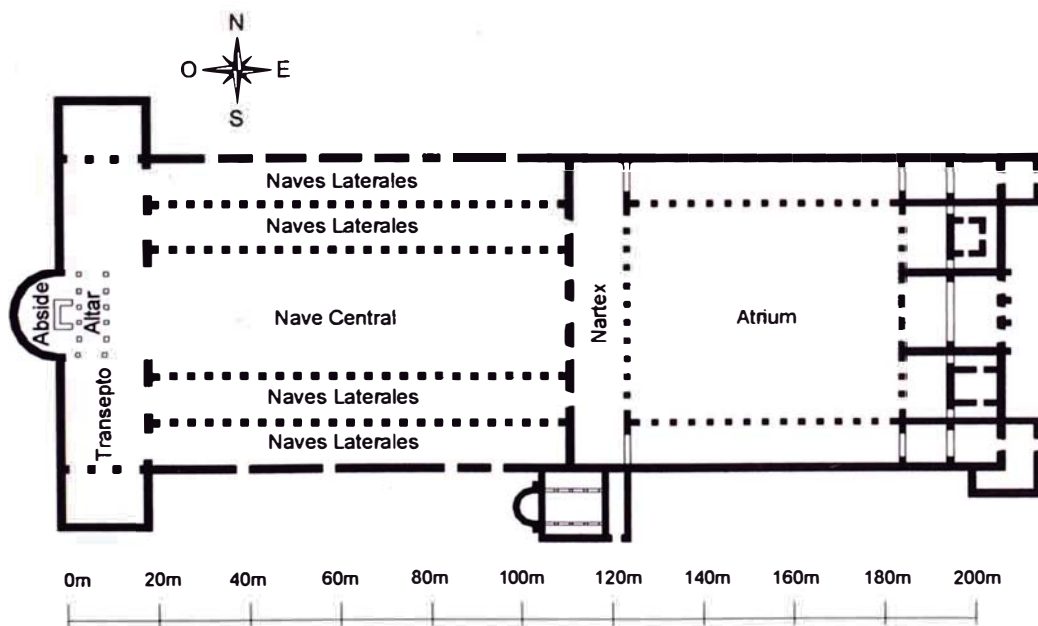 N
O E
S
Naves Laterales
Naves Laterales
Abside
Altar
Nave Central
Nartex
Atrium
Transepto
Naves Laterales
Naves Laterales
0m 20m 40m 60m 80m 100m 120m 140m 160m 180m 200m